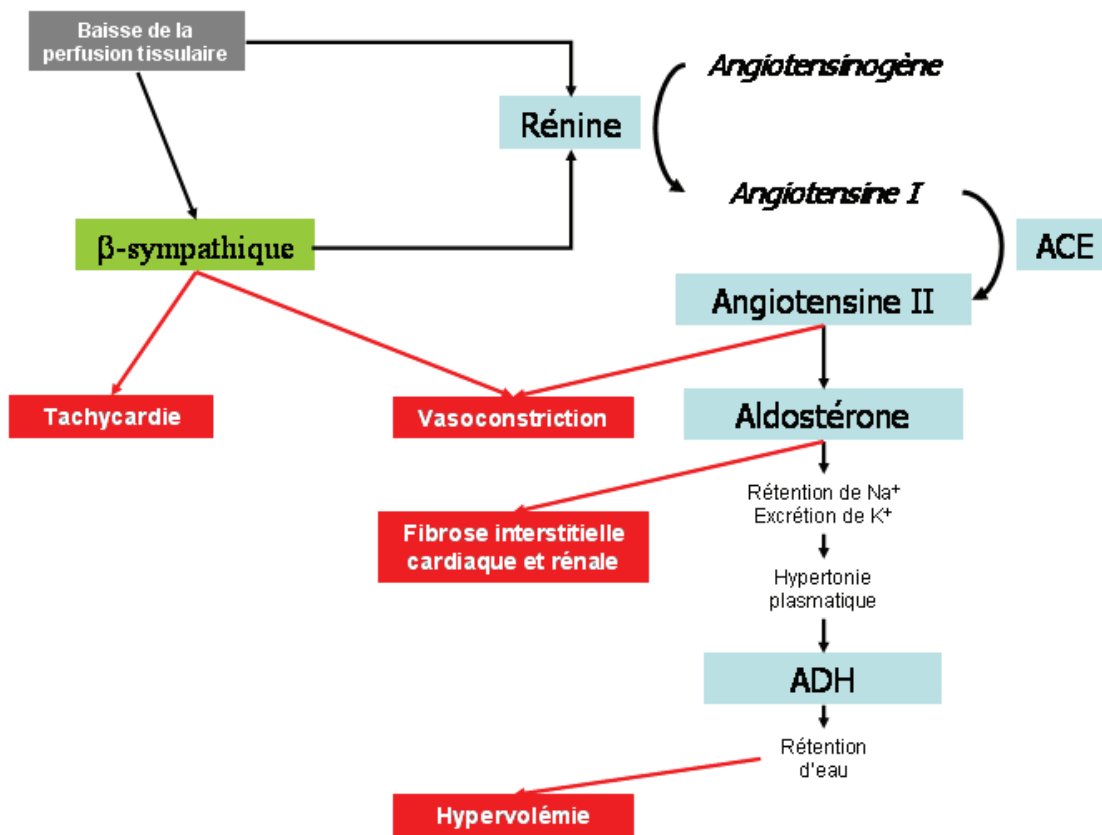 Baisse de la
perfusion tissulaire
Angiotensinogène
Rénine
Angiotensine I
β-sympathique
ACE
Angiotensine II
Tachycardie
Vasoconstriction
Aldostérone
Rétention de Na⁺
Excrétion de K⁺
Fibrose interstitielle
cardiaque et rénale
Hypertonie
plasmatique
ADH
Rétention
d'eau
Hypervolémie